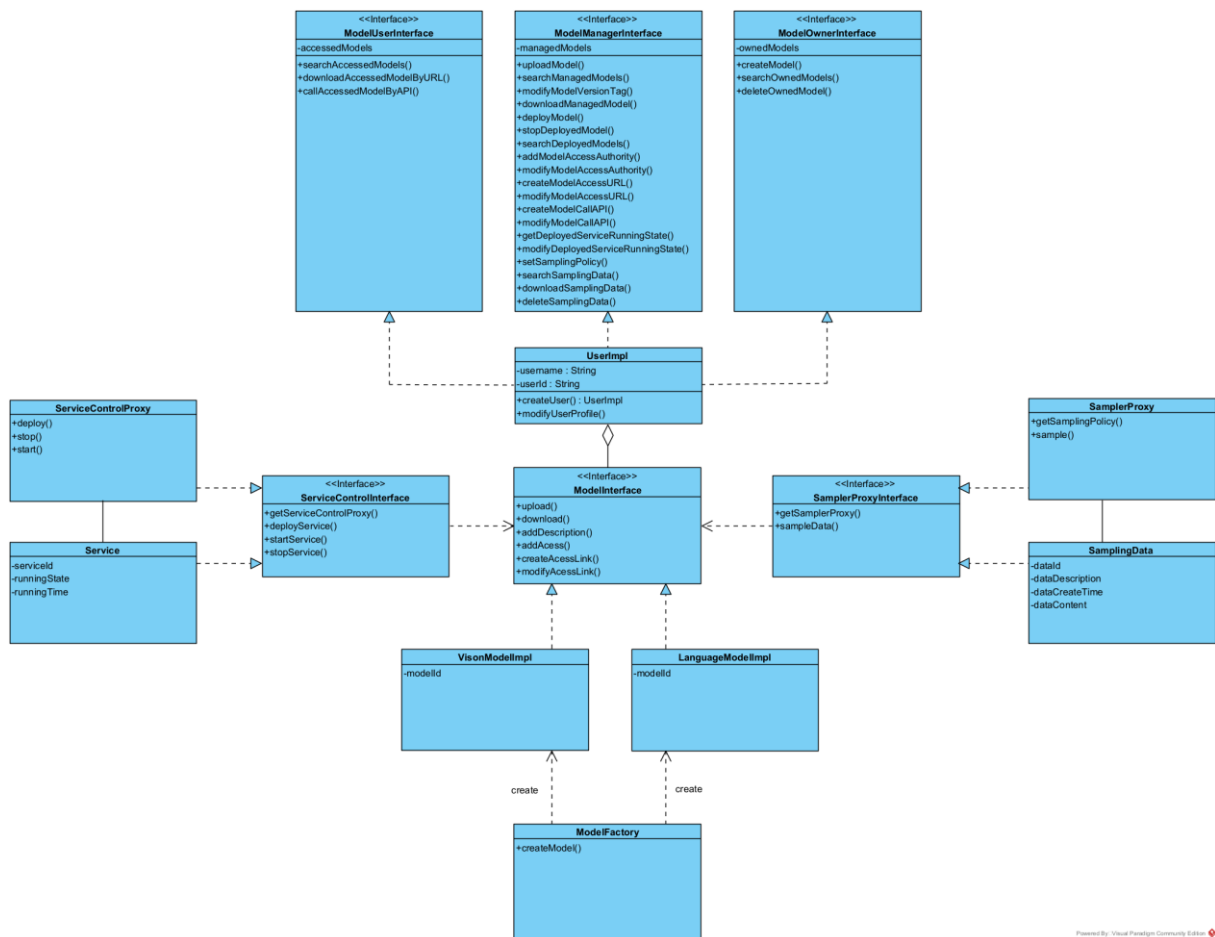 <<Interface>>
ModelUserInterface
-accessedModels
+searchAccessedModels()
+downloadAccessedModelByURL()
+callAccessedModelByAPI()
<<Interface>>
ModelManagerInterface
-managedModels
+uploadModel()
+searchManagedModels()
+modifyModelVersionTag()
+downloadManagedModel()
+deployModel()
+stopDeployedModel()
+searchDeployedModels()
+addModelAccessAuthority()
+modifyModelAccessAuthority()
+createModelAccessURL()
+modifyModelAccessURL()
+createModelCallAPI()
+modifyModelCallAPI()
+getDeployedServiceRunningState()
+modifyDeployedServiceRunningState()
+setSamplingPolicy()
+searchSamplingData()
+downloadSamplingData()
+deleteSamplingData()
<<Interface>>
ModelOwnerInterface
-ownedModels
+createModel()
+searchOwnedModels()
+deleteOwnedModel()
UserImpl
-username : String
-userId : String
+createUser() : UserImpl
+modifyUserProfile()
ServiceControlProxy
+deploy()
+stop()
+start()
<<Interface>>
ServiceControlInterface
+getServiceControlProxy()
+deployService()
+startService()
+stopService()
Service
-serviceId
-runningState
-runningTime
<<Interface>>
ModelInterface
+upload()
+download()
+addDescription()
+addAcess()
+createAcessLink()
+modifyAcessLink()
<<Interface>>
SamplerProxyInterface
+getSamplerProxy()
+sampleData()
SamplerProxy
+getSamplingPolicy()
+sample()
SamplingData
-dataId
-dataDescription
-dataCreateTime
-dataContent
VisonModelImpl
-modelId
LanguageModelImpl
-modelId
create
create
ModelFactory
+createModel()
Powered By: Visual Paradigm Community Edition